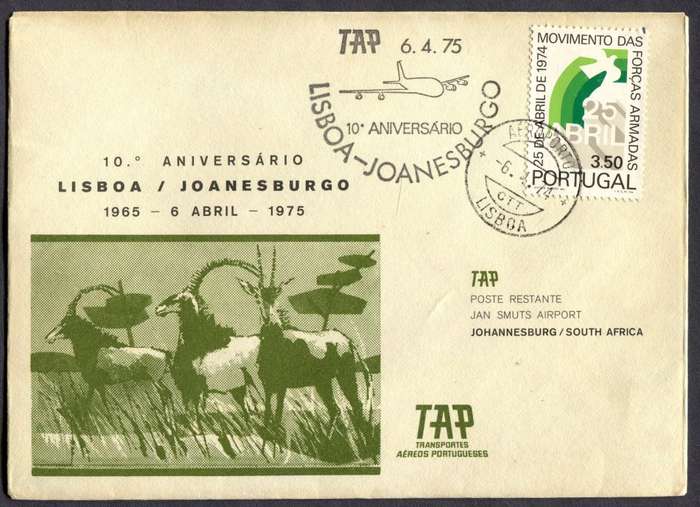 TAP 6.4.75
LISBOA-JOANESBURGO
10º ANIVERSÁRIO
25 DE ABRIL DE 1974 MOVIMENTO DAS FORÇAS ARMADAS
25
ABRIL
3.50
PORTUGAL
AEROPORTO
CTT
LISBOA
10.º ANIVERSÁRIO
LISBOA / JOANESBURGO
1965 - 6 ABRIL - 1975
TAP
POSTE RESTANTE
JAN SMUTS AIRPORT
JOHANNESBURG/SOUTH AFRICA
TAP
TRANSPORTES
AÉREOS PORTUGUESES